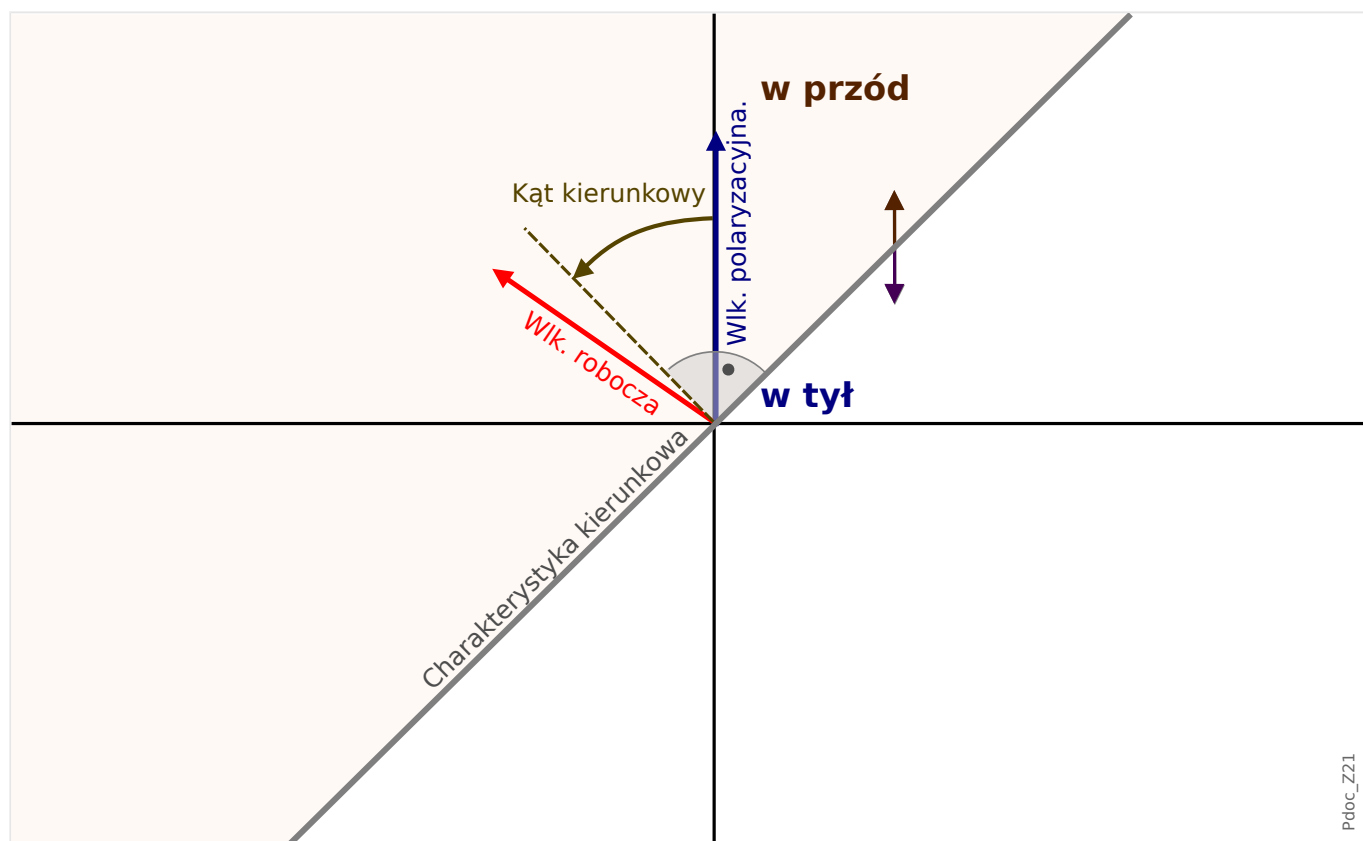 w przód
Wlk. polaryzacyjna.
Kąt kierunkowy
Wlk. robocza
w tył
Charakterystyka kierunkowa
Pdoc_Z21